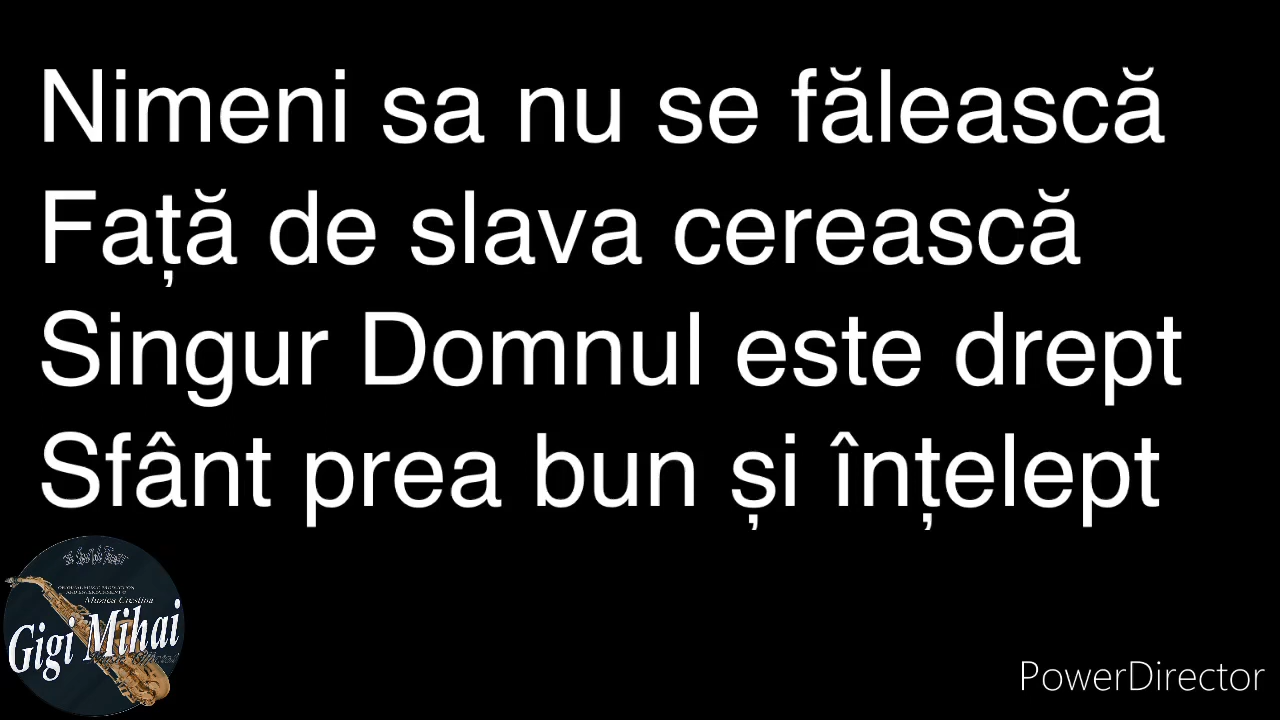 Nimeni sa nu se fălească
Față de slava cerească
Singur Domnul este drept
Sfânt prea bun și înțelept
Muzica Crestina
Gigi Mihai
PowerDirector